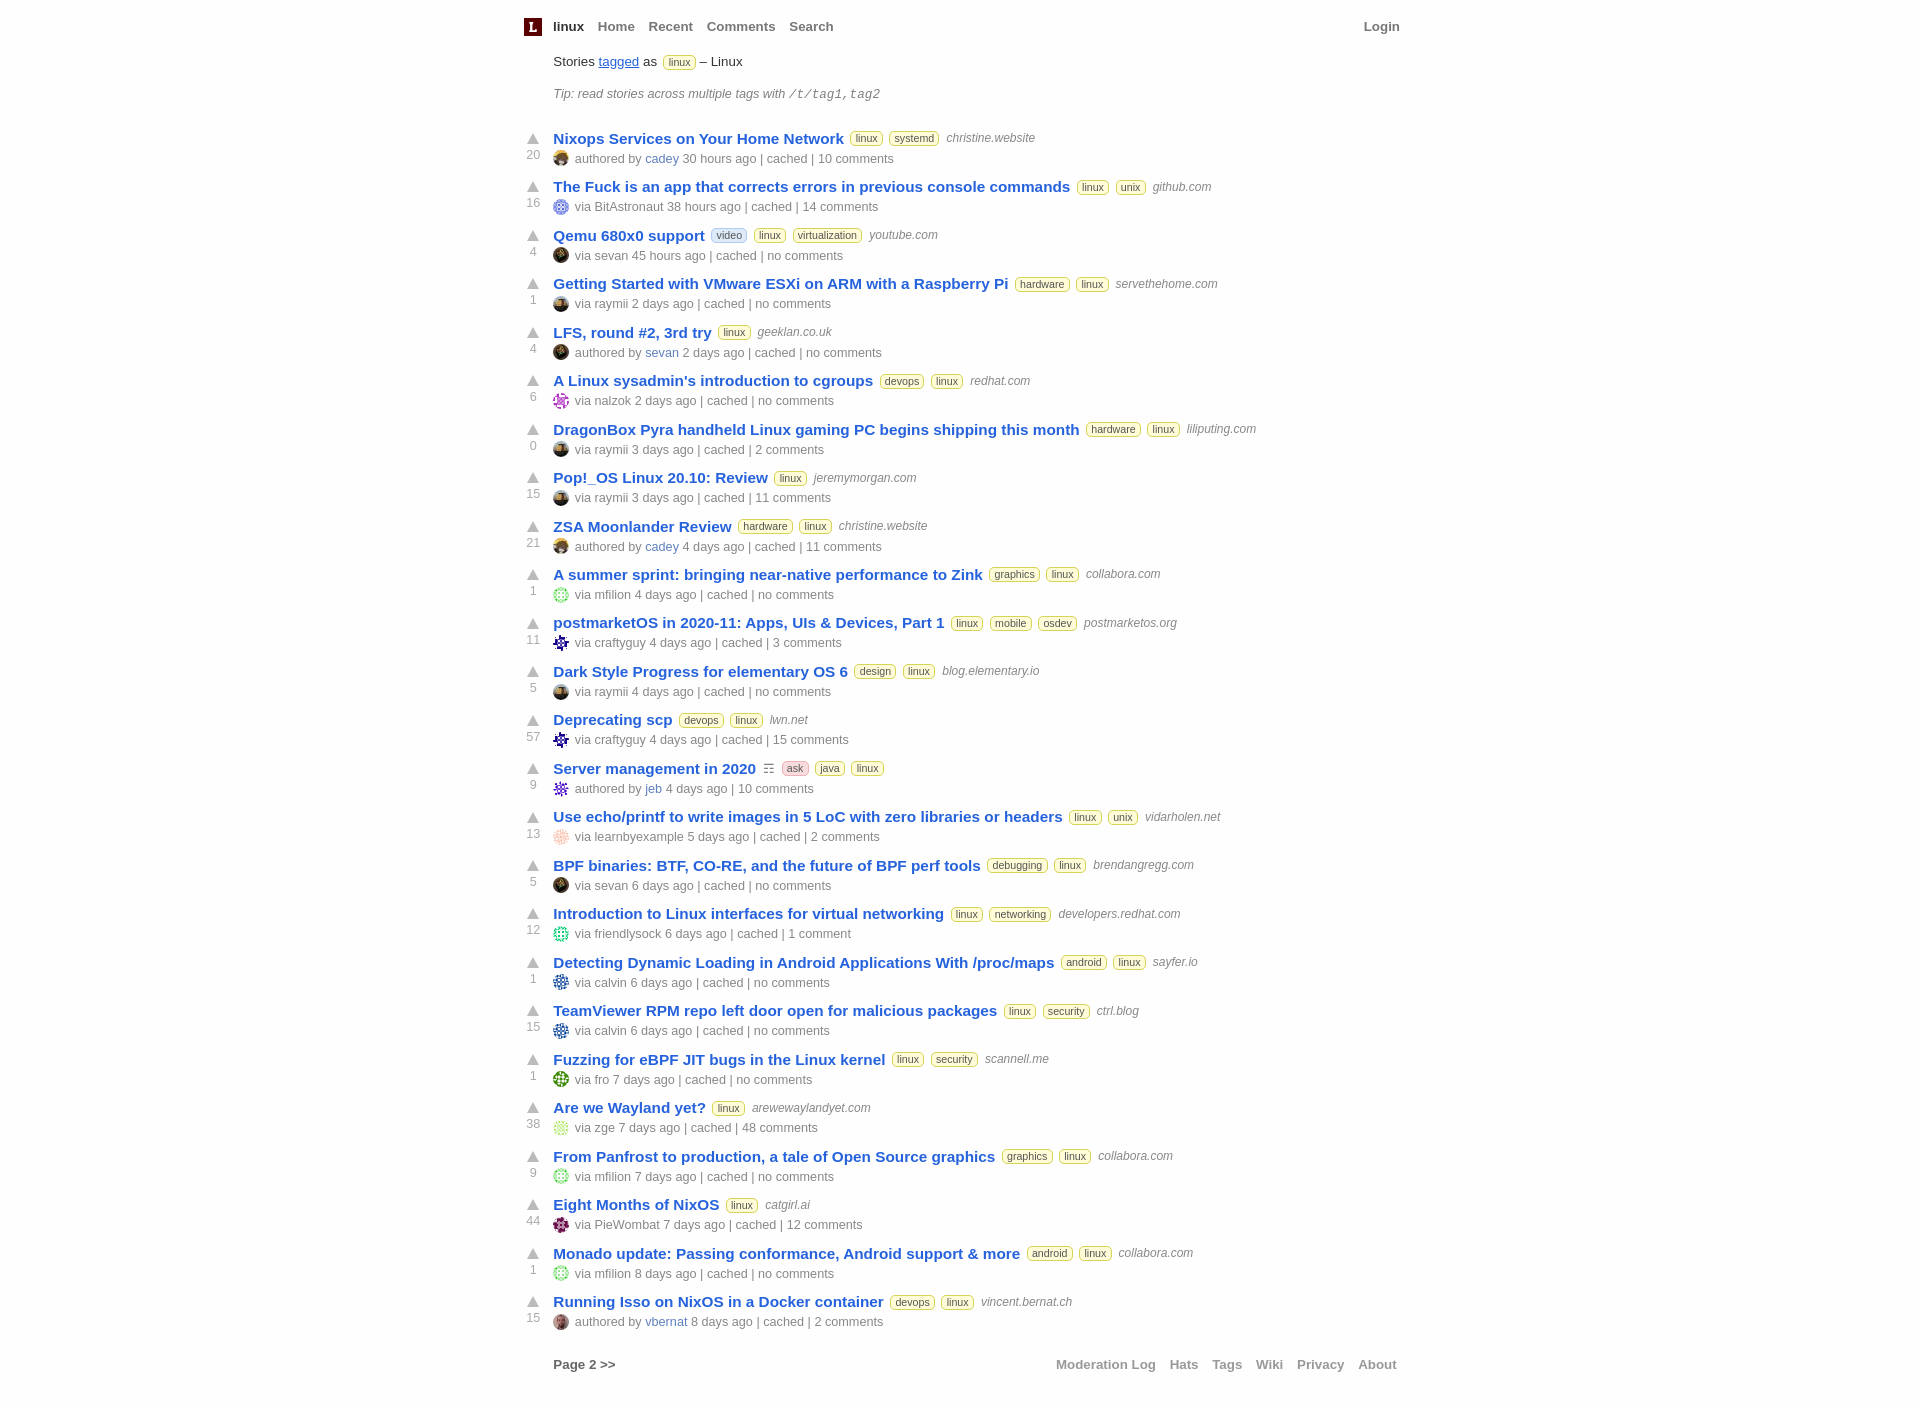 L linux Home Recent Comments Search Login
Stories tagged as linux – Linux
Tip: read stories across multiple tags with /t/tag1,tag2
Nixops Services on Your Home Network linux systemd christine.website
20 authored by cadey 30 hours ago | cached | 10 comments
The Fuck is an app that corrects errors in previous console commands linux unix github.com
16 via BitAstronaut 38 hours ago | cached | 14 comments
Qemu 680x0 support video linux virtualization youtube.com
4 via sevan 45 hours ago | cached | no comments
Getting Started with VMware ESXi on ARM with a Raspberry Pi hardware linux servethehome.com
1 via raymii 2 days ago | cached | no comments
LFS, round #2, 3rd try linux geeklan.co.uk
4 authored by sevan 2 days ago | cached | no comments
A Linux sysadmin's introduction to cgroups devops linux redhat.com
6 via nalzok 2 days ago | cached | no comments
DragonBox Pyra handheld Linux gaming PC begins shipping this month hardware linux liliputing.com
0 via raymii 3 days ago | cached | 2 comments
Pop!_OS Linux 20.10: Review linux jeremymorgan.com
15 via raymii 3 days ago | cached | 11 comments
ZSA Moonlander Review hardware linux christine.website
21 authored by cadey 4 days ago | cached | 11 comments
A summer sprint: bringing near-native performance to Zink graphics linux collabora.com
1 via mfilion 4 days ago | cached | no comments
postmarketOS in 2020-11: Apps, UIs & Devices, Part 1 linux mobile osdev postmarketos.org
11 via craftyguy 4 days ago | cached | 3 comments
Dark Style Progress for elementary OS 6 design linux blog.elementary.io
5 via raymii 4 days ago | cached | no comments
Deprecating scp devops linux lwn.net
57 via craftyguy 4 days ago | cached | 15 comments
Server management in 2020 ☶ ask java linux
9 authored by jeb 4 days ago | 10 comments
Use echo/printf to write images in 5 LoC with zero libraries or headers linux unix vidarholen.net
13 via learnbyexample 5 days ago | cached | 2 comments
BPF binaries: BTF, CO-RE, and the future of BPF perf tools debugging linux brendangregg.com
5 via sevan 6 days ago | cached | no comments
Introduction to Linux interfaces for virtual networking linux networking developers.redhat.com
12 via friendlysock 6 days ago | cached | 1 comment
Detecting Dynamic Loading in Android Applications With /proc/maps android linux sayfer.io
1 via calvin 6 days ago | cached | no comments
TeamViewer RPM repo left door open for malicious packages linux security ctrl.blog
15 via calvin 6 days ago | cached | no comments
Fuzzing for eBPF JIT bugs in the Linux kernel linux security scannell.me
1 via fro 7 days ago | cached | no comments
Are we Wayland yet? linux arewewaylandyet.com
38 via zge 7 days ago | cached | 48 comments
From Panfrost to production, a tale of Open Source graphics graphics linux collabora.com
9 via mfilion 7 days ago | cached | no comments
Eight Months of NixOS linux catgirl.ai
44 via PieWombat 7 days ago | cached | 12 comments
Monado update: Passing conformance, Android support & more android linux collabora.com
1 via mfilion 8 days ago | cached | no comments
Running Isso on NixOS in a Docker container devops linux vincent.bernat.ch
15 authored by vbernat 8 days ago | cached | 2 comments
Page 2 >> Moderation Log Hats Tags Wiki Privacy About